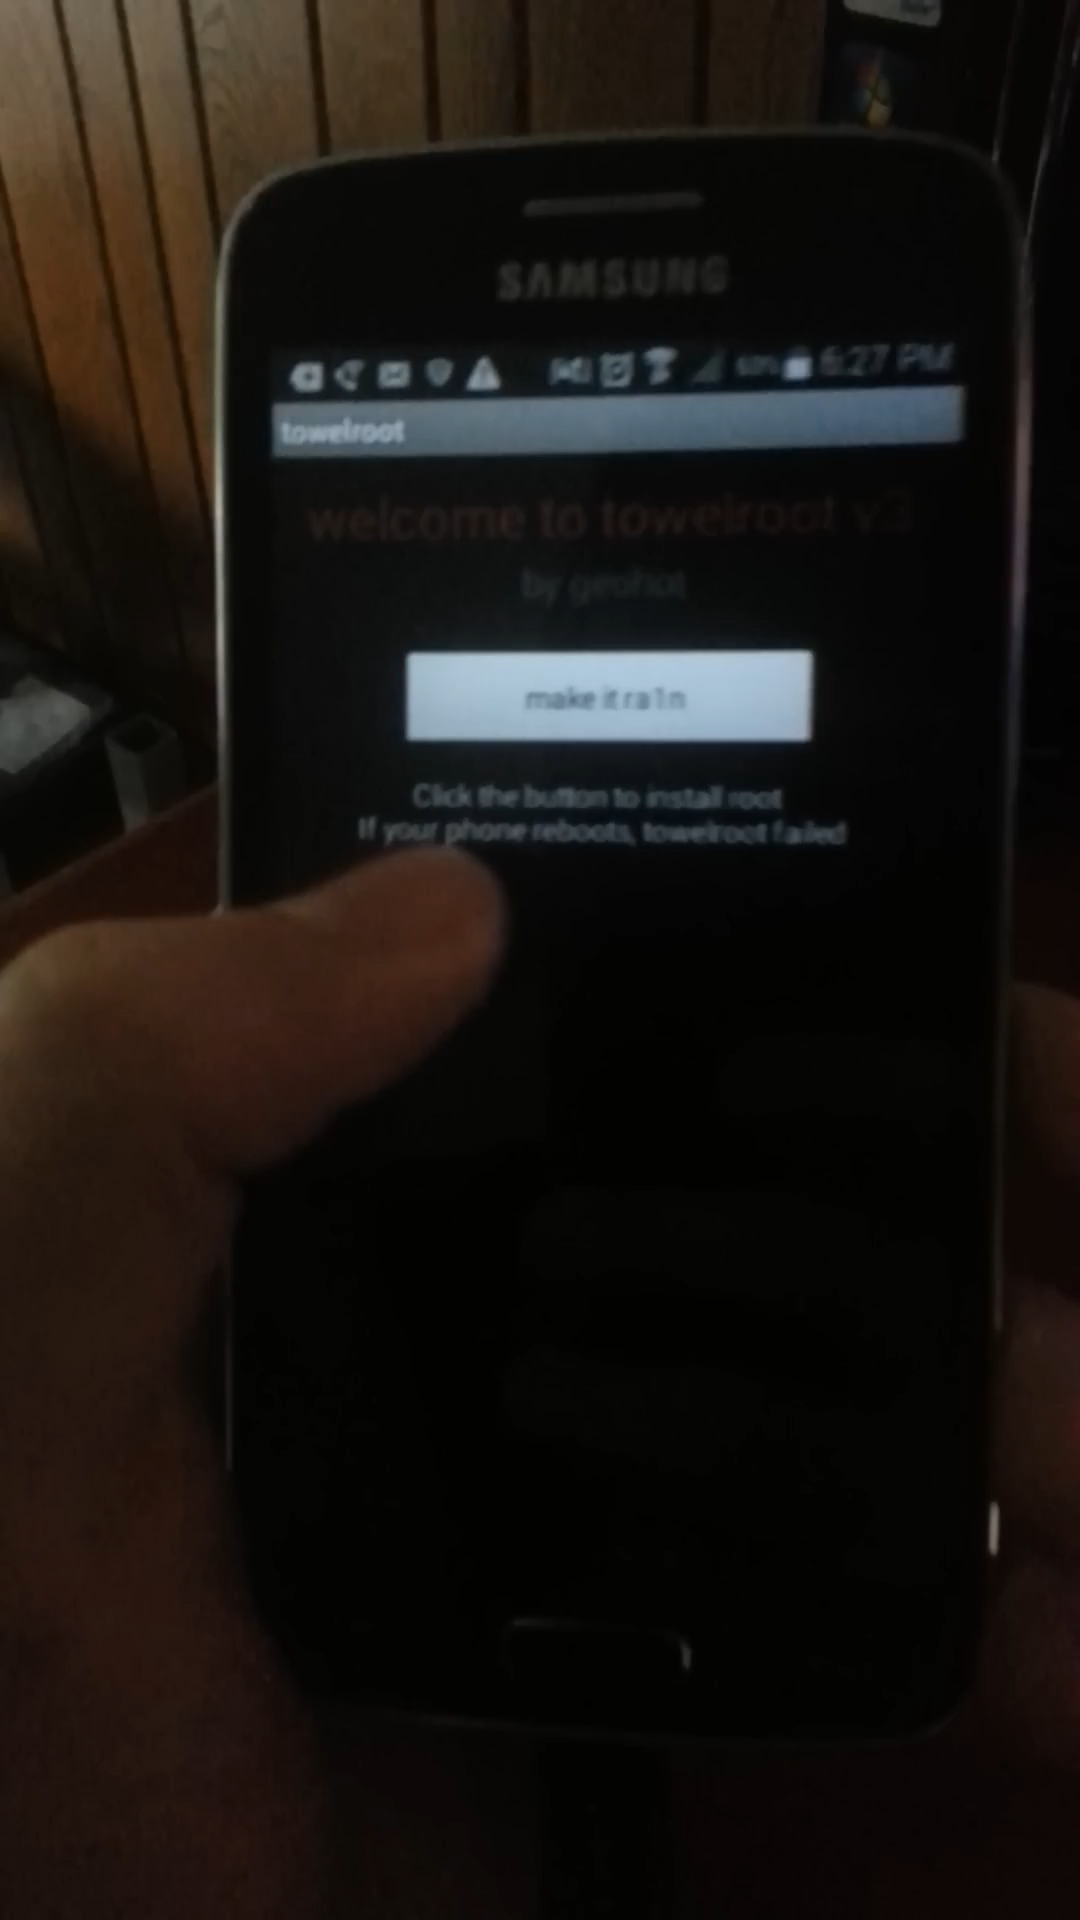 SAMSUNG
6:27 PM
towelroot
welcome to towelroot v3
by geohot
make it ra1n
Click the button to install root
If your phone reboots, towelroot failed